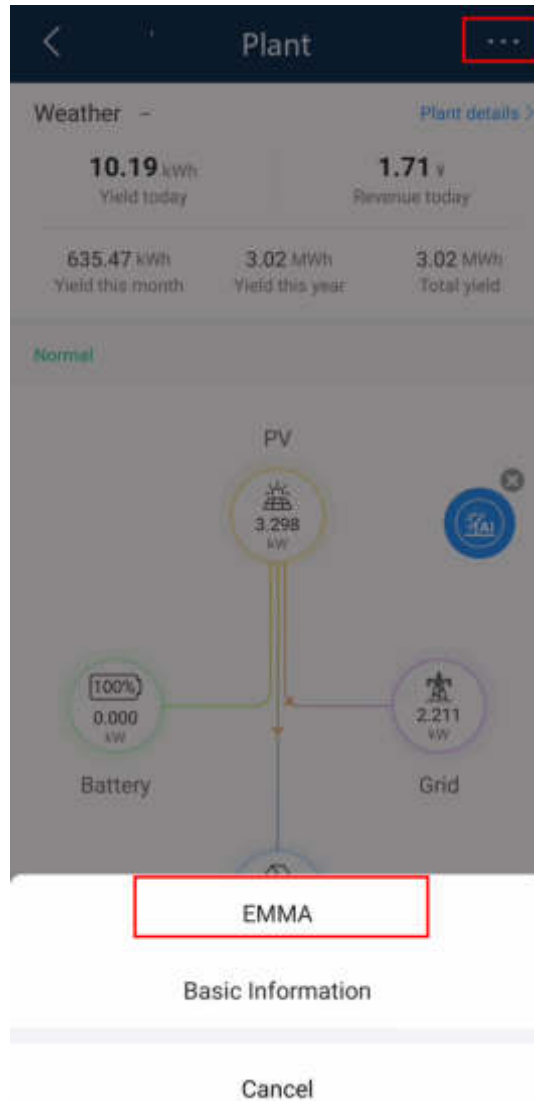 Plant
...
Weather –
Plant details >
10.19 kWh
Yield today
1.71 ¥
Revenue today
635.47 kWh
Yield this month
3.02 MWh
Yield this year
3.02 MWh
Total yield
Normal
PV
3.298
kW
AI
100%
0.000
kW
Battery
2.211
kW
Grid
EMMA
Basic Information
Cancel